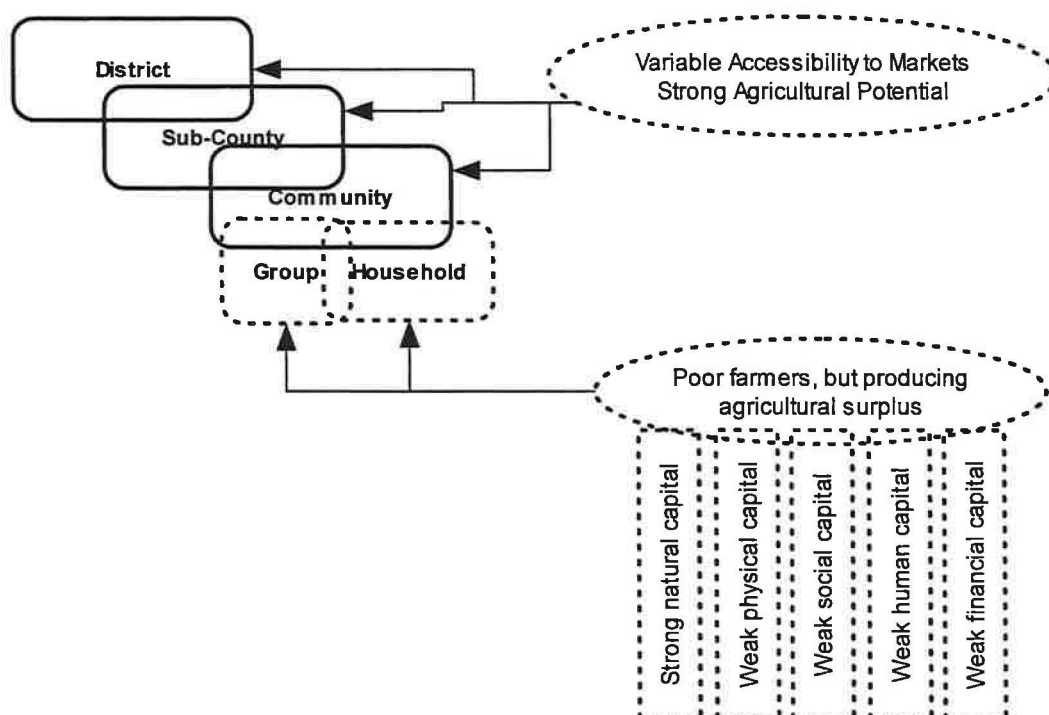 District
Variable Accessibility to Markets
Strong Agricultural Potential
Sub-County
Community
Group
Household
Poor farmers, but producing
agricultural surplus
Strong natural capital
Weak physical capital
Weak social capital
Weak human capital
Weak financial capital